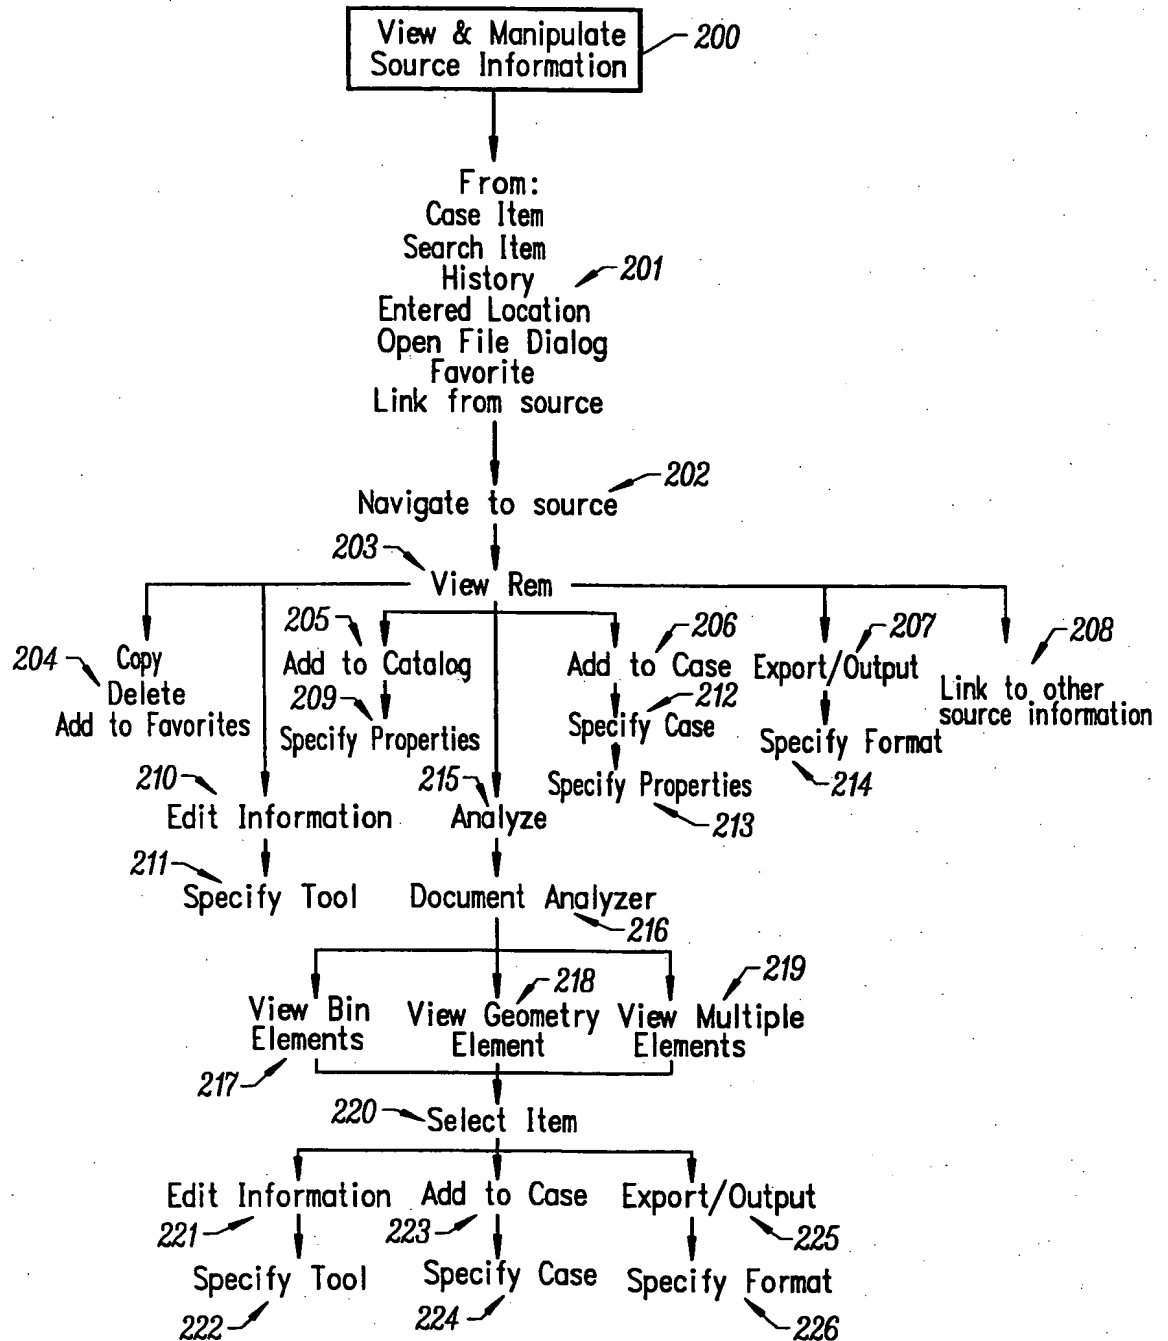 View & Manipulate
Source Information
200
From:
Case Item
Search Item
History
201
Entered Location
Open File Dialog
Favorite
Link from source
202
Navigate to source
203
View Rem
204
Copy
Delete
Add to Favorites
205
Add to Catalog
209
Specify Properties
206
Add to Case
212
Specify Case
Specify Properties
213
207
Export/Output
Specify Format
214
208
Link to other
source information
210
Edit Information
211
Specify Tool
215
Analyze
Document Analyzer
216
View Bin
Elements
217
218
View Geometry
Element
219
View Multiple
Elements
220
Select Item
Edit Information
221
Specify Tool
222
Add to Case
223
Specify Case
224
Export/Output
225
Specify Format
226